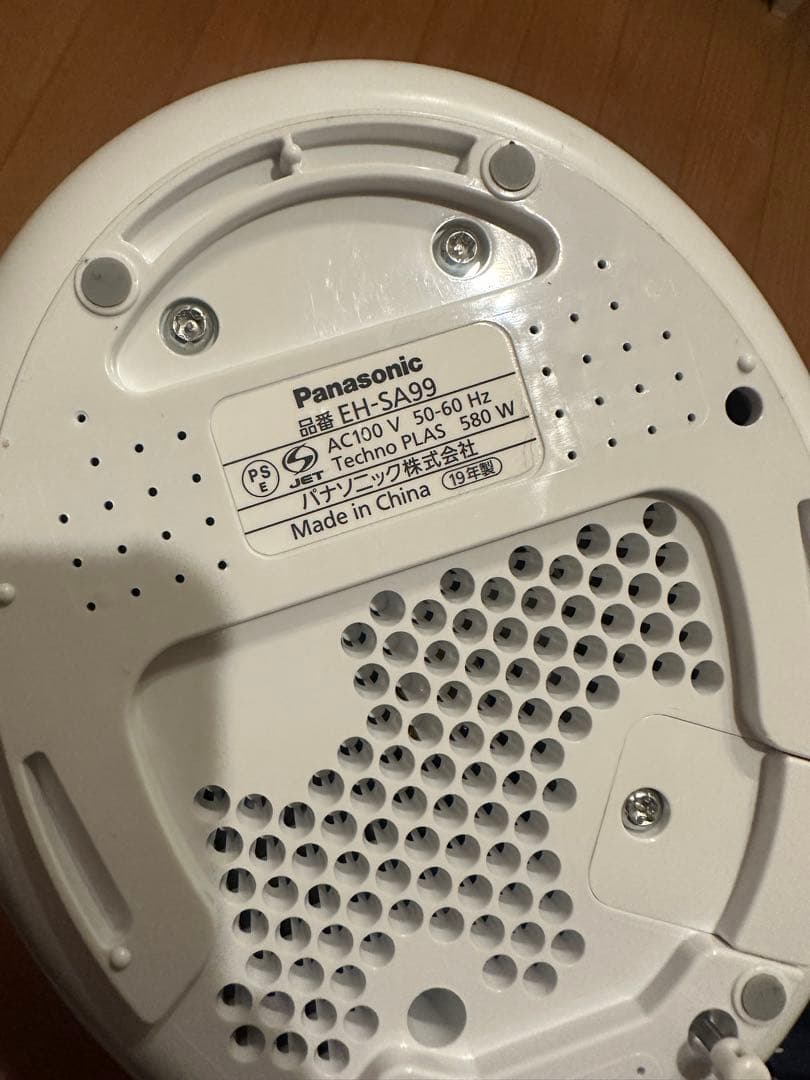 Panasonic
品番 EH-SA99
AC100 V 50-60 Hz
Techno PLAS 580 W
PS
E
JET
パナソニック株式会社
Made in China 19年製